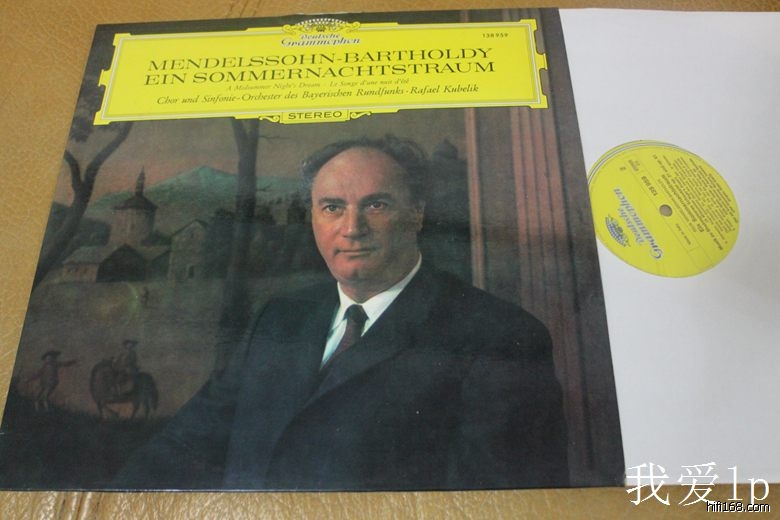 Deutsche
Grammophon
138 959
MENDELSSOHN-BARTHOLDY
EIN SOMMERNACHTSTRAUM
A Midsummer Night's Dream · Le Songe d'une nuit d'été
Chor und Sinfonie-Orchester des Bayerischen Rundfunks · Rafael Kubelik
STEREO
Deutsche
Grammophon
我爱lp
hifi168.com